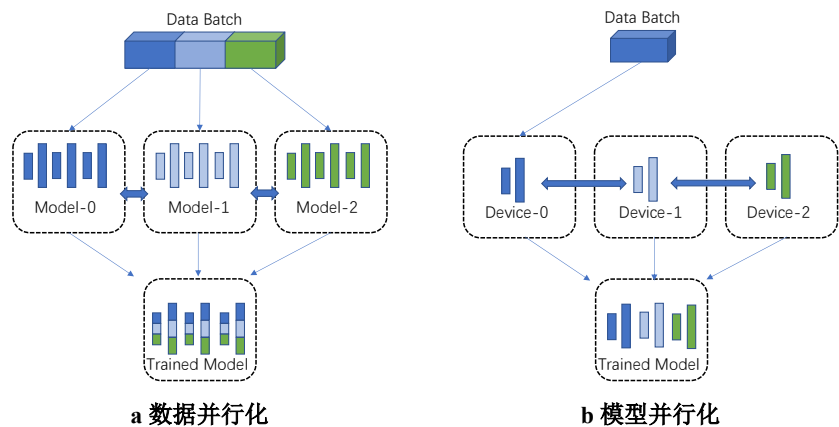 Data Batch
Model-0
Model-1
Model-2
Trained Model
a 数据并行化
Data Batch
Device-0
Device-1
Device-2
Trained Model
b 模型并行化